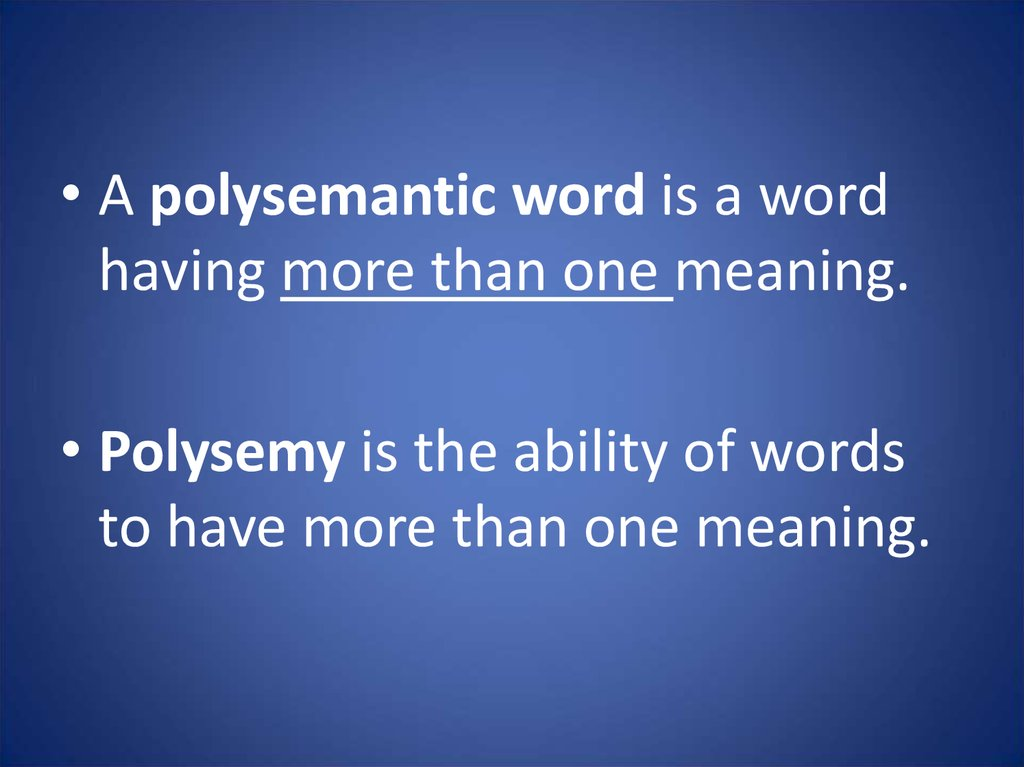 • A polysemantic word is a word
having more than one meaning.
• Polysemy is the ability of words
to have more than one meaning.